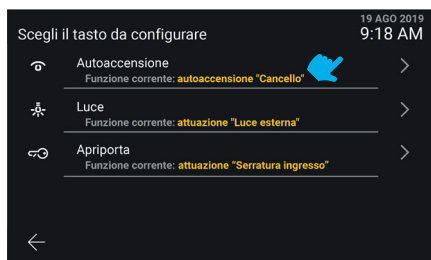 19 AGO 2019
Scegli il tasto da configurare
9:18 AM
Autoaccensione
Funzione corrente: autoaccensione "Cancello"
Luce
Funzione corrente: attuazione "Luce esterna"
Apriporta
Funzione corrente: attuazione "Serratura ingresso"